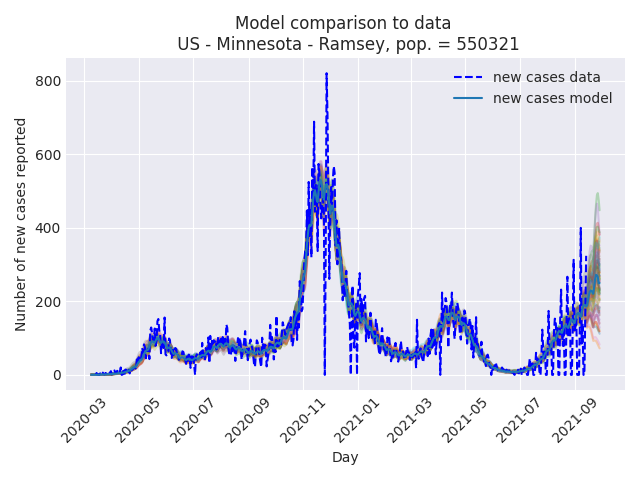 Model comparison to data
US - Minnesota - Ramsey, pop. = 550321
new cases data
new cases model
Number of new cases reported
800
600
400
200
0
2020-03
2020-05
2020-07
2020-09
2020-11
2021-01
2021-03
2021-05
2021-07
2021-09
Day